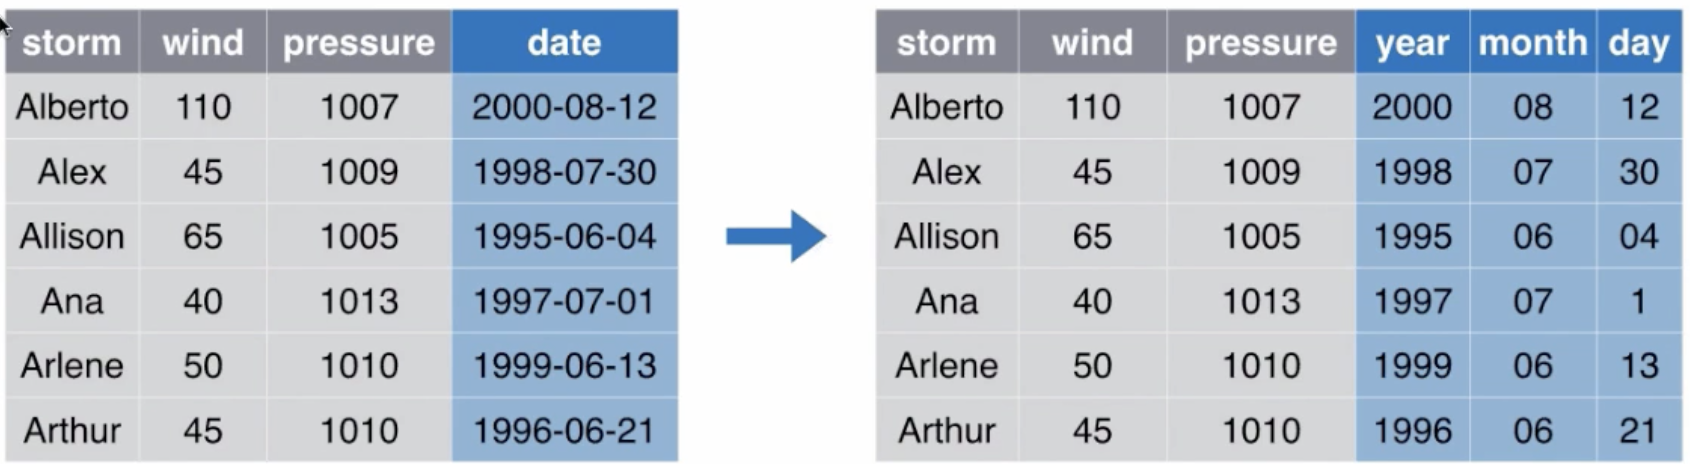 storm wind pressure date
Alberto 110 1007 2000-08-12
Alex 45 1009 1998-07-30
Allison 65 1005 1995-06-04
Ana 40 1013 1997-07-01
Arlene 50 1010 1999-06-13
Arthur 45 1010 1996-06-21
storm wind pressure year month day
Alberto 110 1007 2000 08 12
Alex 45 1009 1998 07 30
Allison 65 1005 1995 06 04
Ana 40 1013 1997 07 1
Arlene 50 1010 1999 06 13
Arthur 45 1010 1996 06 21